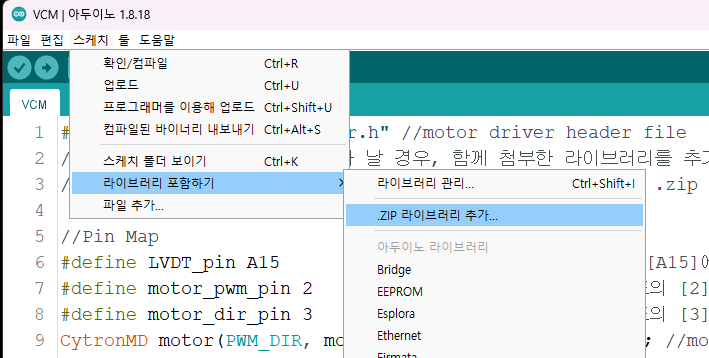 VCM | 아두이노 1.8.18
파일 편집 스케치 툴 도움말
확인/컴파일 Ctrl+R
업로드 Ctrl+U
프로그래머를 이용해 업로드 Ctrl+Shift+U
컴파일된 바이너리 내보내기 Ctrl+Alt+S
스케치 폴더 보이기 Ctrl+K
라이브러리 포함하기
파일 추가...
라이브러리 관리... Ctrl+Shift+I
.ZIP 라이브러리 추가...
아두이노 라이브러리
Bridge
EEPROM
Esplora
Ethernet
Firmata
VCM
1 # r.h" //motor driver header file
2 / 날 경우, 함께 첨부한 라이브러리를 추가
3 / .zip
4
5 //Pin Map
6 #define LVDT_pin A15 [A15]에
7 #define motor_pwm_pin 2 의 [2]
8 #define motor_dir_pin 3 의 [3]
9 CytronMD motor(PWM_DIR, mo ; //mo